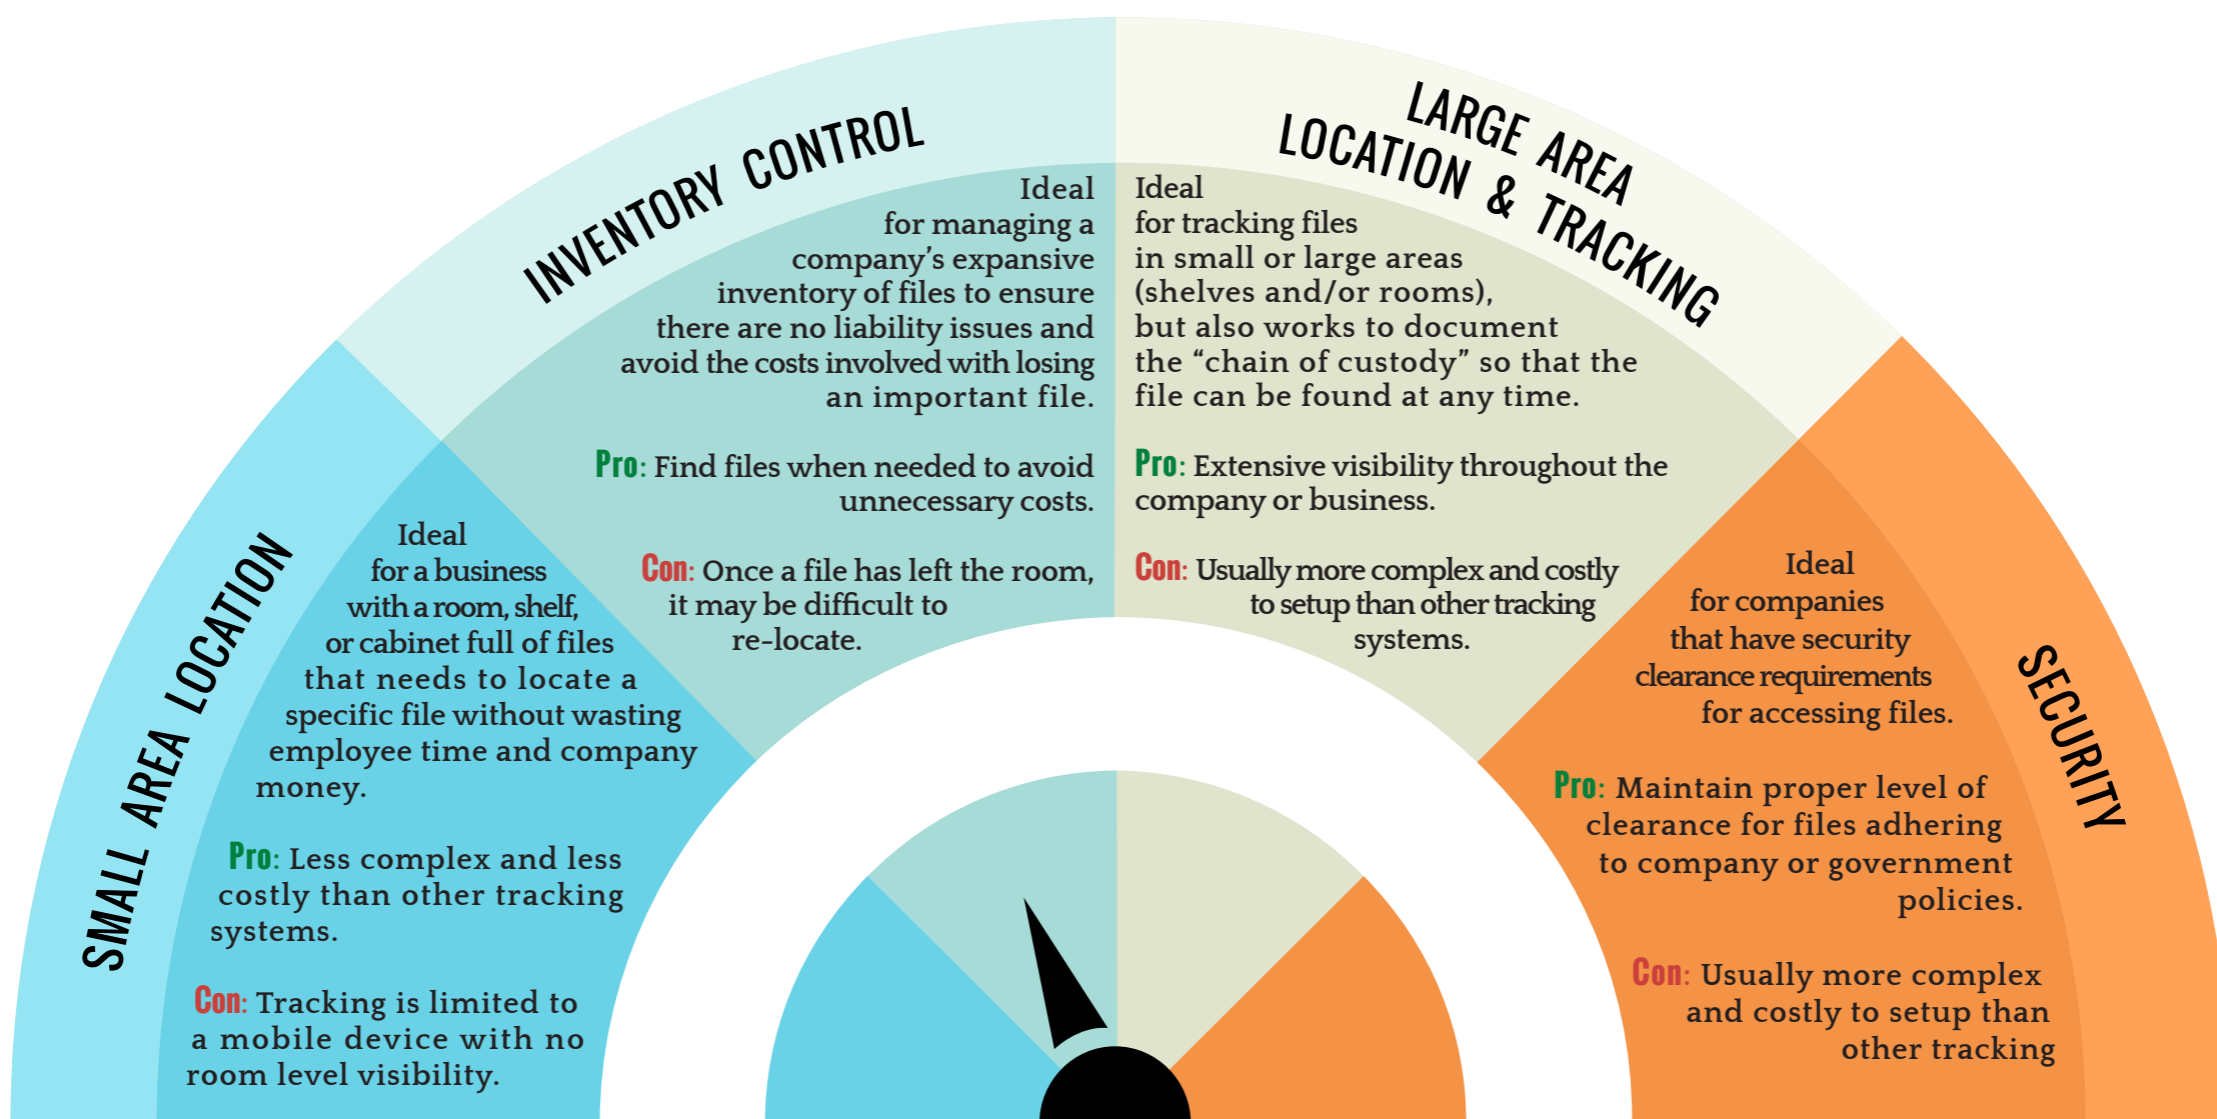 SMALL AREA LOCATION
Ideal
for a business
with a room, shelf,
or cabinet full of files
that needs to locate a
specific file without wasting
employee time and company
money.
Pro: Less complex and less
costly than other tracking
systems.
Con: Tracking is limited to
a mobile device with no
room level visibility.
INVENTORY CONTROL
Ideal
for managing a
company’s expansive
inventory of files to ensure
there are no liability issues and
avoid the costs involved with losing
an important file.
Pro: Find files when needed to avoid
unnecessary costs.
Con: Once a file has left the room,
it may be difficult to
re-locate.
LARGE AREA
LOCATION & TRACKING
Ideal
for tracking files
in small or large areas
(shelves and/or rooms),
but also works to document
the “chain of custody” so that the
file can be found at any time.
Pro: Extensive visibility throughout the
company or business.
Con: Usually more complex and costly
to setup than other tracking
systems.
SECURITY
Ideal
for companies
that have security
clearance requirements
for accessing files.
Pro: Maintain proper level of
clearance for files adhering
to company or government
policies.
Con: Usually more complex
and costly to setup than
other tracking